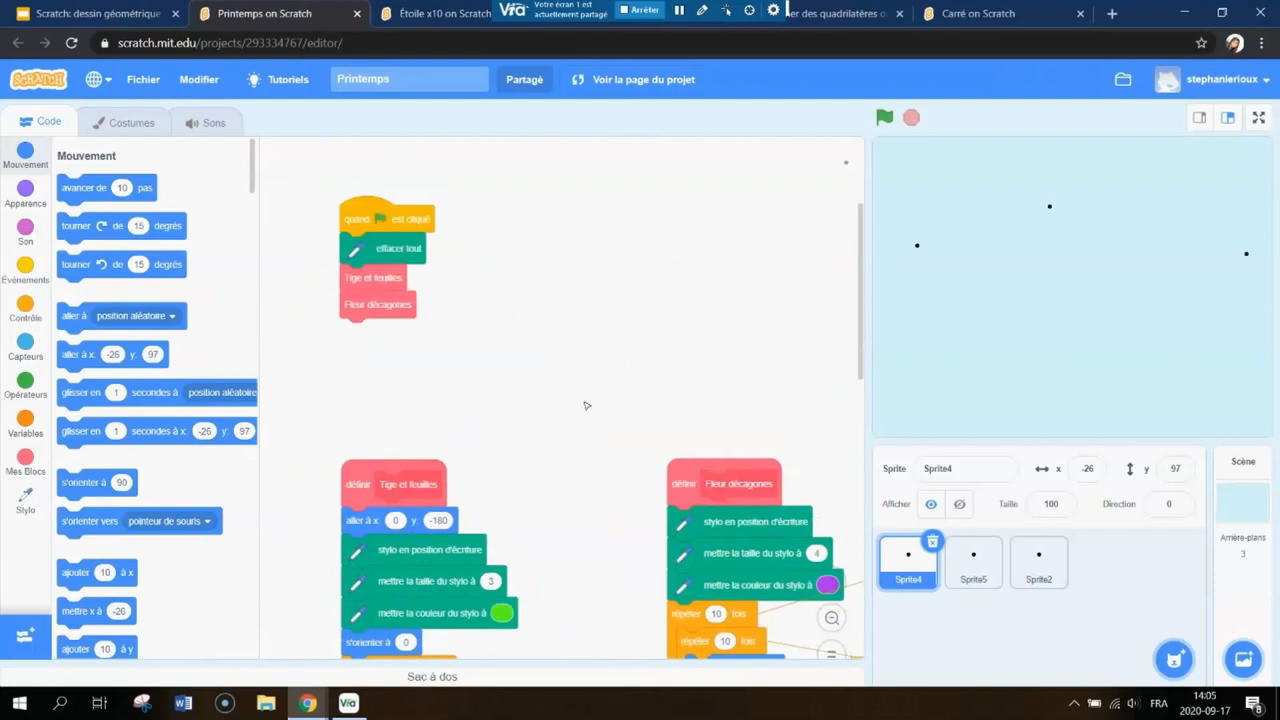 Scratch dessins géométrique
Printemps on Scratch
Étoile x10 on Scratch
Via
Votre écran 1 est
actuellement partagé
Arrêter
er des quadrilatères o
Carré on Scratch
scratch.mit.edu/projects/293334767/editor/
SCRATCH
Fichier
Modifier
Tutoriels
Printemps
Partagé
Voir la page du projet
stephanierioux
Code
Costumes
Sons
Mouvement
Apparence
Son
Événements
Contrôle
Capteurs
Opérateurs
Variables
Mes Blocs
Stylo
Mouvement
avancer de 10 pas
tourner de 15 degrés
tourner de 15 degrés
aller à position aléatoire
aller à x: -26 y: 97
glisser en 1 secondes à position aléatoire
glisser en 1 secondes à x: -26 y: 97
s'orienter à 90
s'orienter vers pointeur de souris
ajouter 10 à x
mettre x à -26
ajouter 10 à y
quand est cliqué
effacer tout
Tige et feuilles
Fleur décagones
définir Tige et feuilles
aller à x: 0 y: -180
stylo en position d'écriture
mettre la taille du stylo à 3
mettre la couleur du stylo à
s'orienter à 0
définir Fleur décagones
stylo en position d'écriture
mettre la taille du stylo à 4
mettre la couleur du stylo à
répéter 10 fois
répéter 10 fois
Sac à dos
Sprite Sprite4 x -26 y 97
Afficher Taille 100 Direction 0
Sprite4
Sprite5
Sprite2
Scène
Arrière-plans
3
FRA
14:05
2020-09-17
8